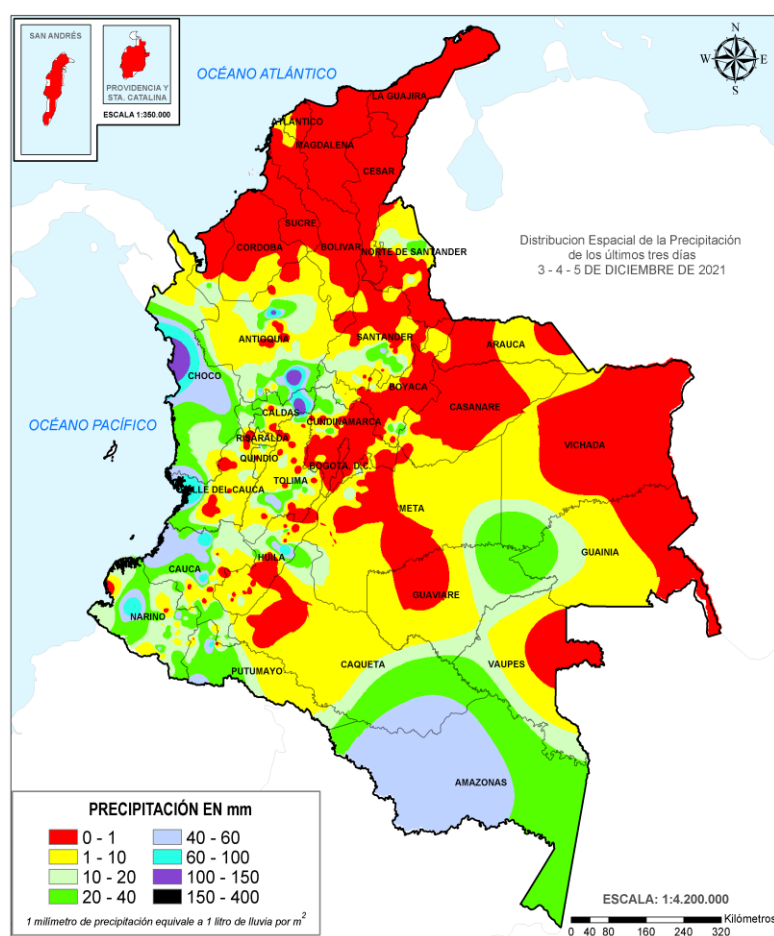 SAN ANDRÉS
PROVIDENCIA Y
STA. CATALINA
ESCALA 1:350.000
OCÉANO ATLÁNTICO
N
W E
S
LA GUAJIRA
ATLÁNTICO
MAGDALENA
CESAR
SUCRE
CORDOBA
BOLIVAR
NORTE DE SANTANDER
Distribucion Espacial de la Precipitación
de los últimos tres días
3 - 4 - 5 DE DICIEMBRE DE 2021
ANTIOQUIA
SANTANDER
ARAUCA
CHOCO
BOYACA
CASANARE
OCÉANO PACÍFICO
CALDAS
CUNDINAMARCA
RISARALDA
VICHADA
QUINDIO
BOGOTA, D.C.
TOLIMA
VALLE DEL CAUCA
META
GUAINIA
HUILA
CAUCA
GUAVIARE
NARIÑO
CAQUETA
VAUPES
PUTUMAYO
AMAZONAS
PRECIPITACIÓN EN mm
0 - 1
40 - 60
1 - 10
60 - 100
10 - 20
100 - 150
20 - 40
150 - 400
1 milímetro de precipitación equivale a 1 litro de lluvia por m²
ESCALA: 1:4.200.000
Kilómetros
0 40 80 160 240 320